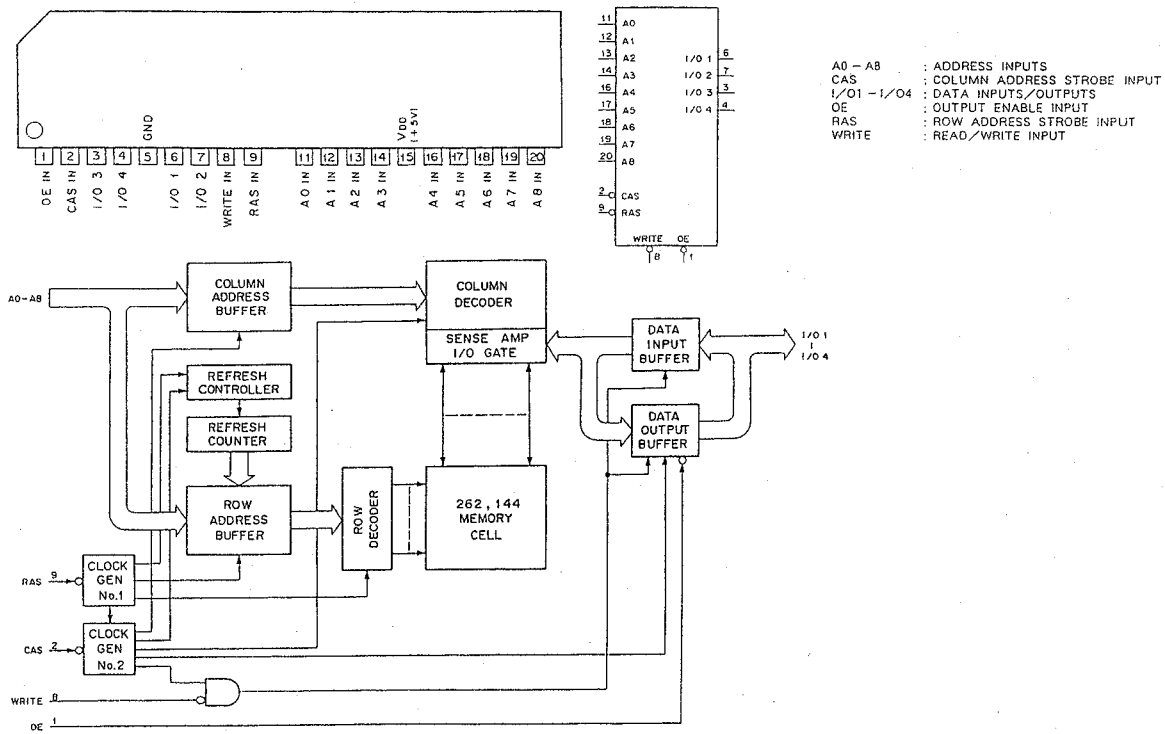 GND
VDD
(+5V)
1 2 3 4 5 6 7 8 9 11 12 13 14 15 16 17 18 19 20
OE IN
CAS IN
I/O 3
I/O 4
I/O 1
I/O 2
WRITE IN
RAS IN
A0 IN
A1 IN
A2 IN
A3 IN
A4 IN
A5 IN
A6 IN
A7 IN
A8 IN
11 A0
12 A1
13 A2
14 A3
16 A4
17 A5
18 A6
19 A7
20 A8
2 CAS
9 RAS
I/O 1 6
I/O 2 7
I/O 3 3
I/O 4 4
WRITE OE
8 1
A0 - A8 : ADDRESS INPUTS
CAS : COLUMN ADDRESS STROBE INPUT
I/O1 - I/O4 : DATA INPUTS/OUTPUTS
OE : OUTPUT ENABLE INPUT
RAS : ROW ADDRESS STROBE INPUT
WRITE : READ/WRITE INPUT
A0-A8
COLUMN
ADDRESS
BUFFER
COLUMN
DECODER
SENSE AMP
I/O GATE
DATA
INPUT
BUFFER
I/O 1
I
I/O 4
REFRESH
CONTROLLER
REFRESH
COUNTER
DATA
OUTPUT
BUFFER
ROW
ADDRESS
BUFFER
ROW
DECODER
262,144
MEMORY
CELL
RAS 9
CLOCK
GEN
No.1
CAS 2
CLOCK
GEN
No.2
WRITE 8
OE 1